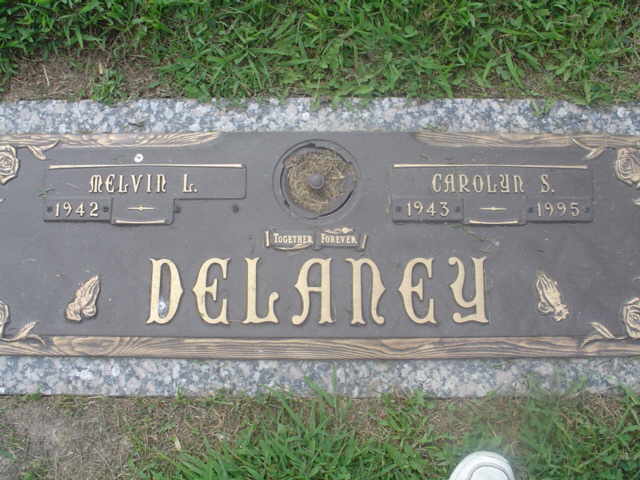 MELVIN L.
1942
CAROLYN S.
1943 1995
TOGETHER FOREVER
DELANEY